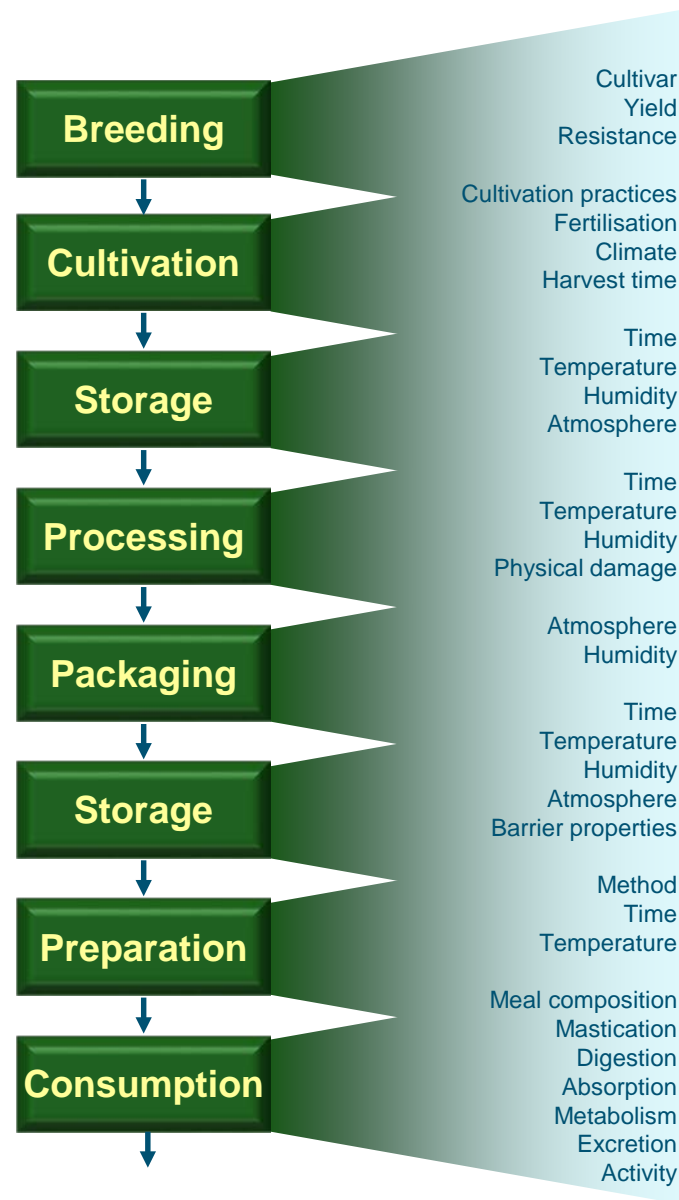 Breeding
Cultivar
Yield
Resistance
Cultivation
Cultivation practices
Fertilisation
Climate
Harvest time
Storage
Time
Temperature
Humidity
Atmosphere
Processing
Time
Temperature
Humidity
Physical damage
Packaging
Atmosphere
Humidity
Storage
Time
Temperature
Humidity
Atmosphere
Barrier properties
Preparation
Method
Time
Temperature
Consumption
Meal composition
Mastication
Digestion
Absorption
Metabolism
Excretion
Activity